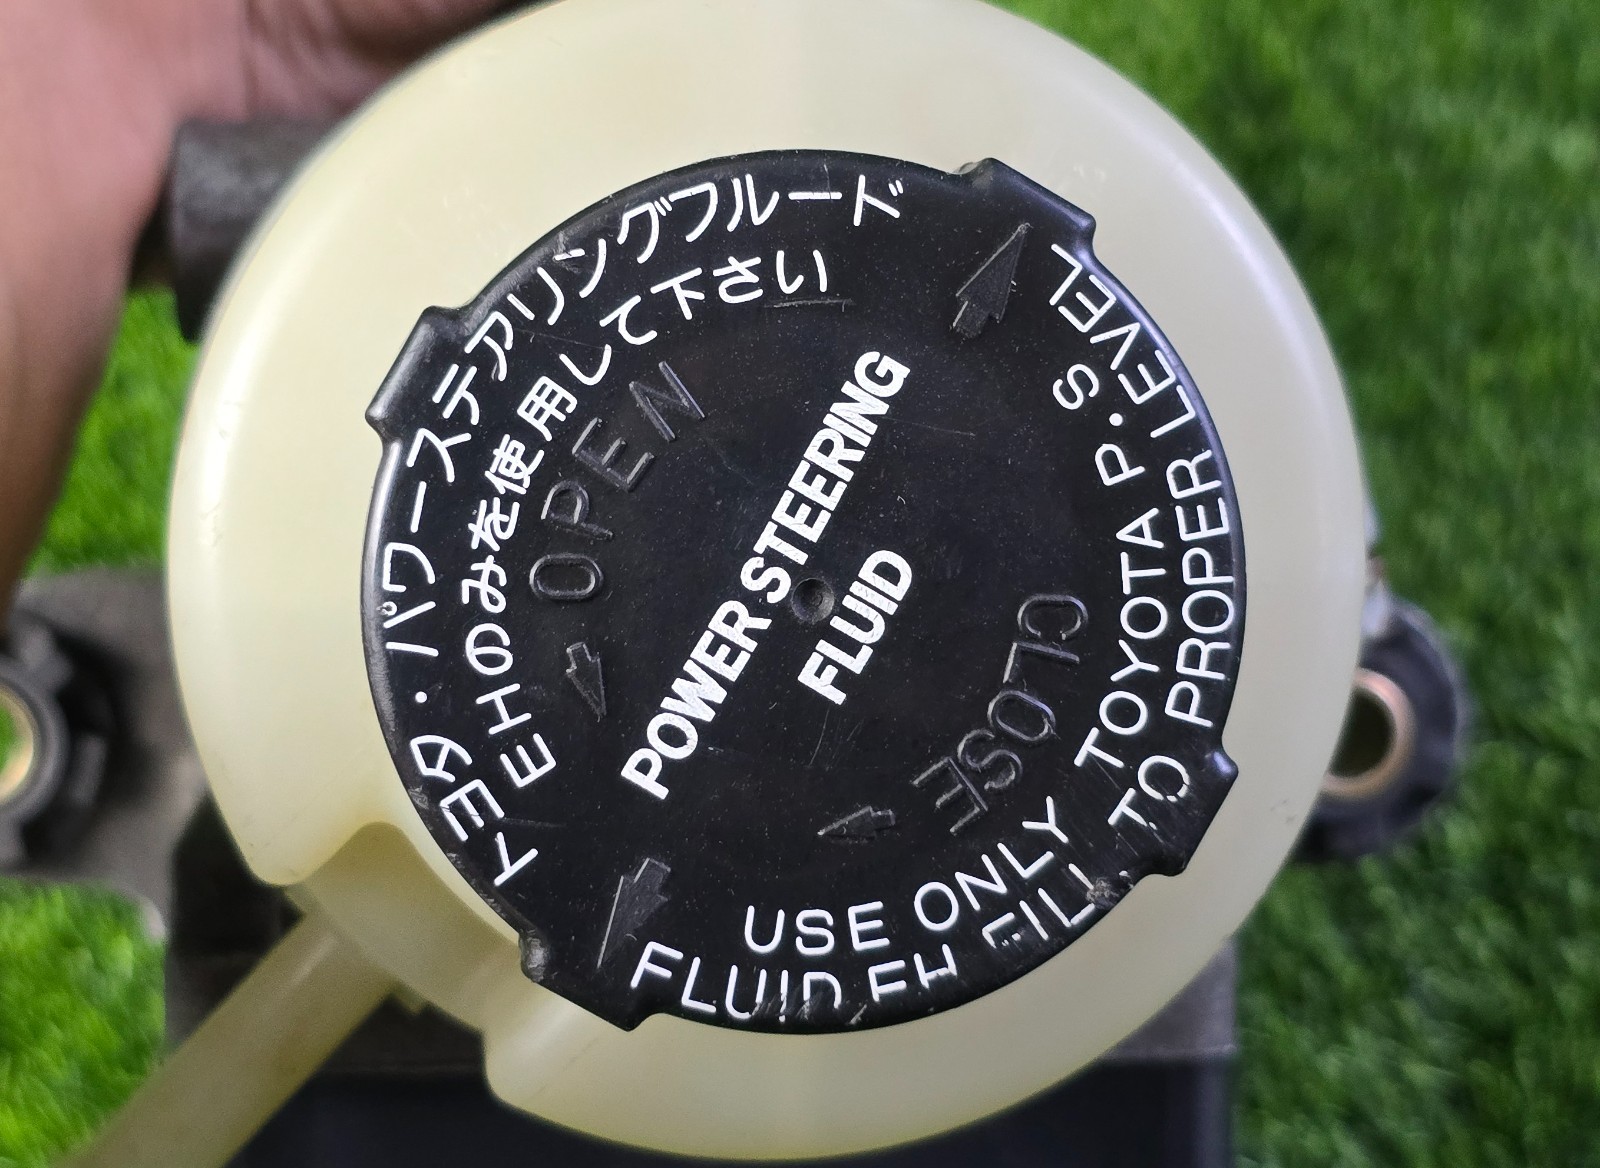 トヨタ・パワーステアリングフルード
EHのみを使用して下さい
OPEN
POWER STEERING
FLUID
CLOSE
USE ONLY TOYOTA P.S LEVEL
FLUID EH FILL TO PROPER LEVEL